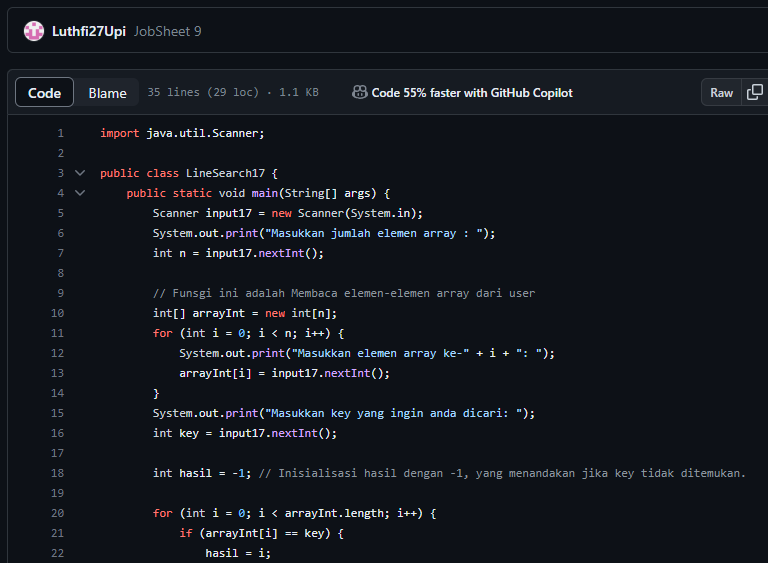 Luthfi27Upi JobSheet 9
Code Blame 35 lines (29 loc) · 1.1 KB Code 55% faster with GitHub Copilot Raw
1 import java.util.Scanner;
2
3 public class LineSearch17 {
4 public static void main(String[] args) {
5 Scanner input17 = new Scanner(System.in);
6 System.out.print("Masukkan jumlah elemen array : ");
7 int n = input17.nextInt();
8
9 // Funsgi ini adalah Membaca elemen-elemen array dari user
10 int[] arrayInt = new int[n];
11 for (int i = 0; i < n; i++) {
12 System.out.print("Masukkan elemen array ke-" + i + ": ");
13 arrayInt[i] = input17.nextInt();
14 }
15 System.out.print("Masukkan key yang ingin anda dicari: ");
16 int key = input17.nextInt();
17
18 int hasil = -1; // Inisialisasi hasil dengan -1, yang menandakan jika key tidak ditemukan.
19
20 for (int i = 0; i < arrayInt.length; i++) {
21 if (arrayInt[i] == key) {
22 hasil = i;